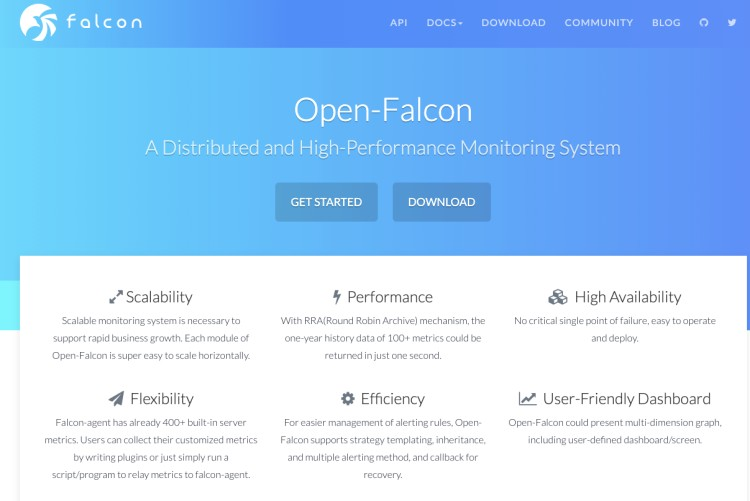 falcon
API DOCS DOWNLOAD COMMUNITY BLOG
Open-Falcon
A Distributed and High-Performance Monitoring System
GET STARTED DOWNLOAD
Scalability
Scalable monitoring system is necessary to
support rapid business growth. Each module of
Open-Falcon is super easy to scale horizontally.
Performance
With RRA(Round Robin Archive) mechanism, the
one-year history data of 100+ metrics could be
returned in just one second.
High Availability
No critical single point of failure, easy to operate
and deploy.
Flexibility
Falcon-agent has already 400+ built-in server
metrics. Users can collect their customized metrics
by writing plugins or just simply run a
script/program to relay metrics to falcon-agent.
Efficiency
For easier management of alerting rules, Open-
Falcon supports strategy templating, inheritance,
and multiple alerting method, and callback for
recovery.
User-Friendly Dashboard
Open-Falcon could present multi-dimension graph,
including user-defined dashboard/screen.